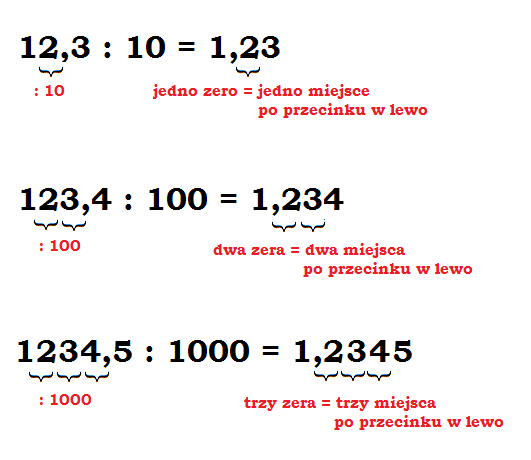 12,3 : 10 = 1,23
: 10
jedno zero = jedno miejsce
po przecinku w lewo
123,4 : 100 = 1,234
: 100
dwa zera = dwa miejsca
po przecinku w lewo
1234,5 : 1000 = 1,2345
: 1000
trzy zera = trzy miejsca
po przecinku w lewo